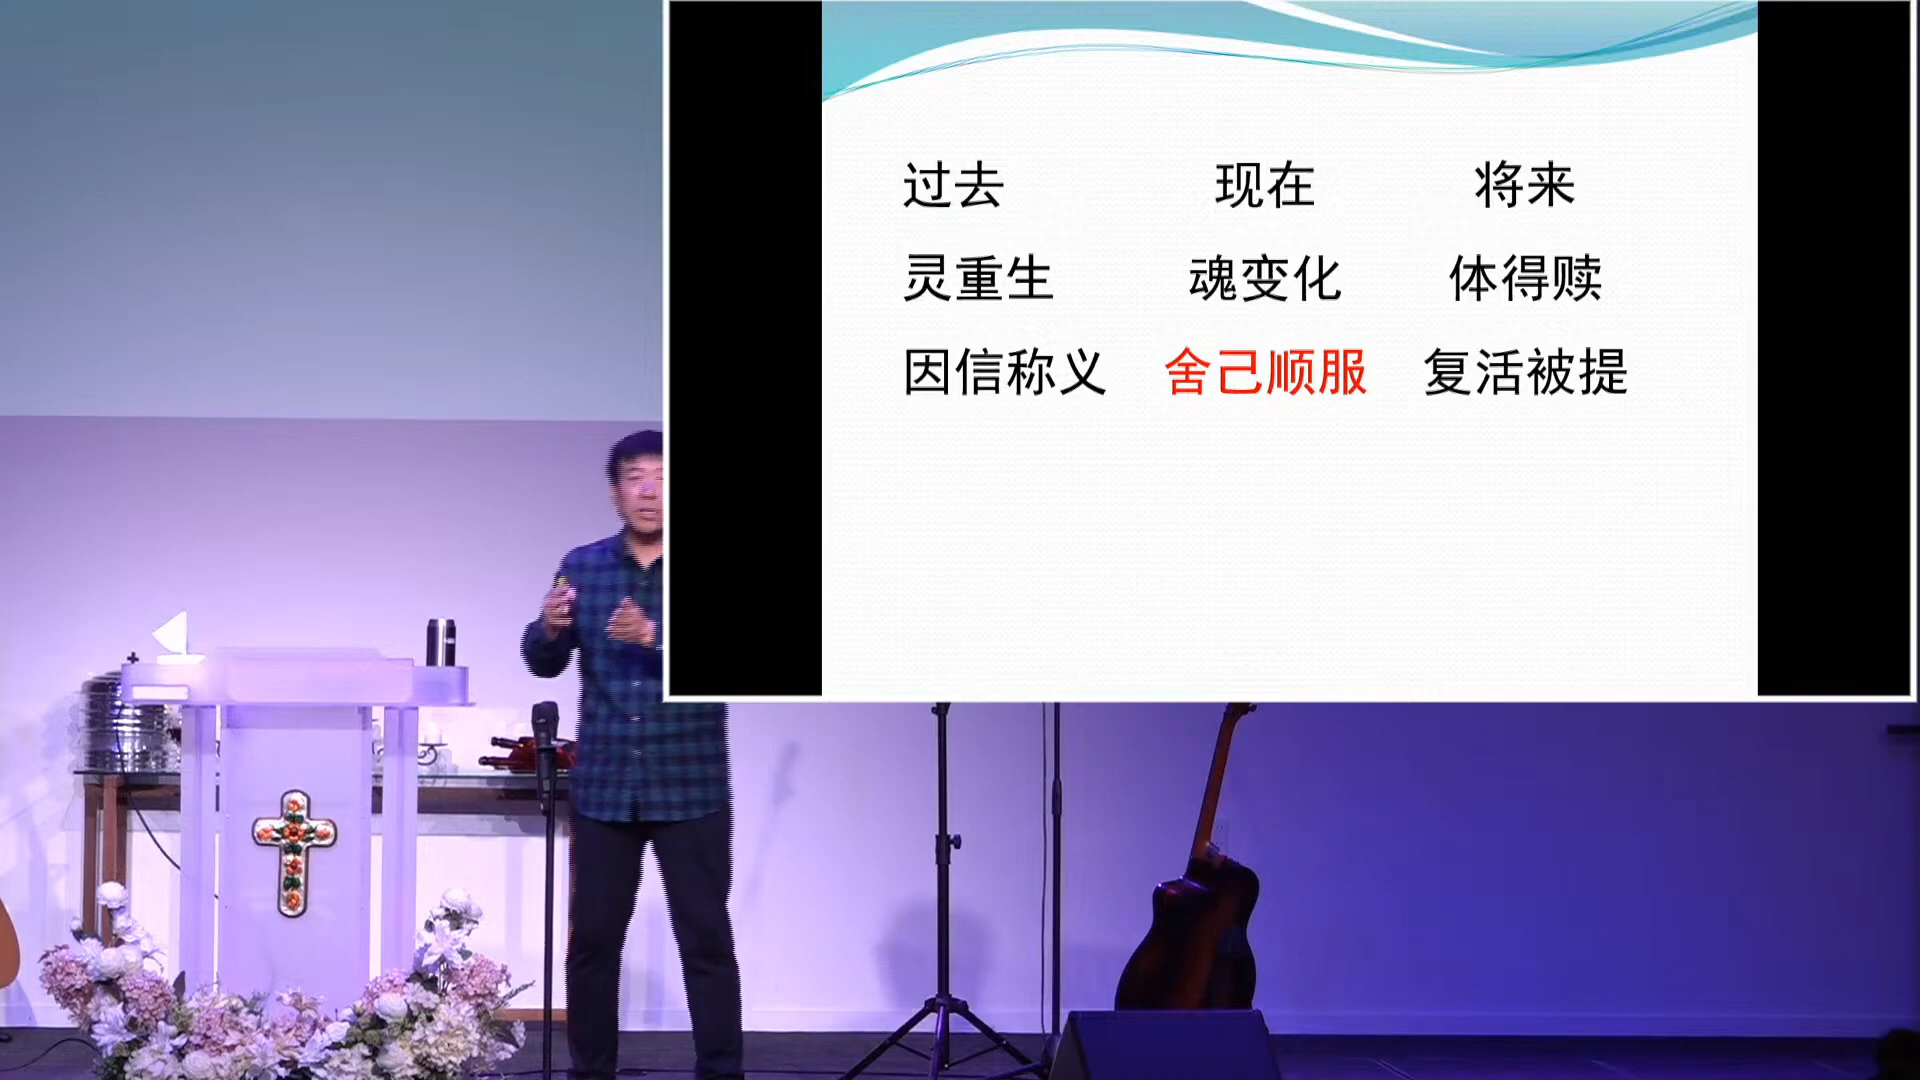 过去 现在 将来
灵重生 魂变化 体得赎
因信称义 舍己顺服 复活被提